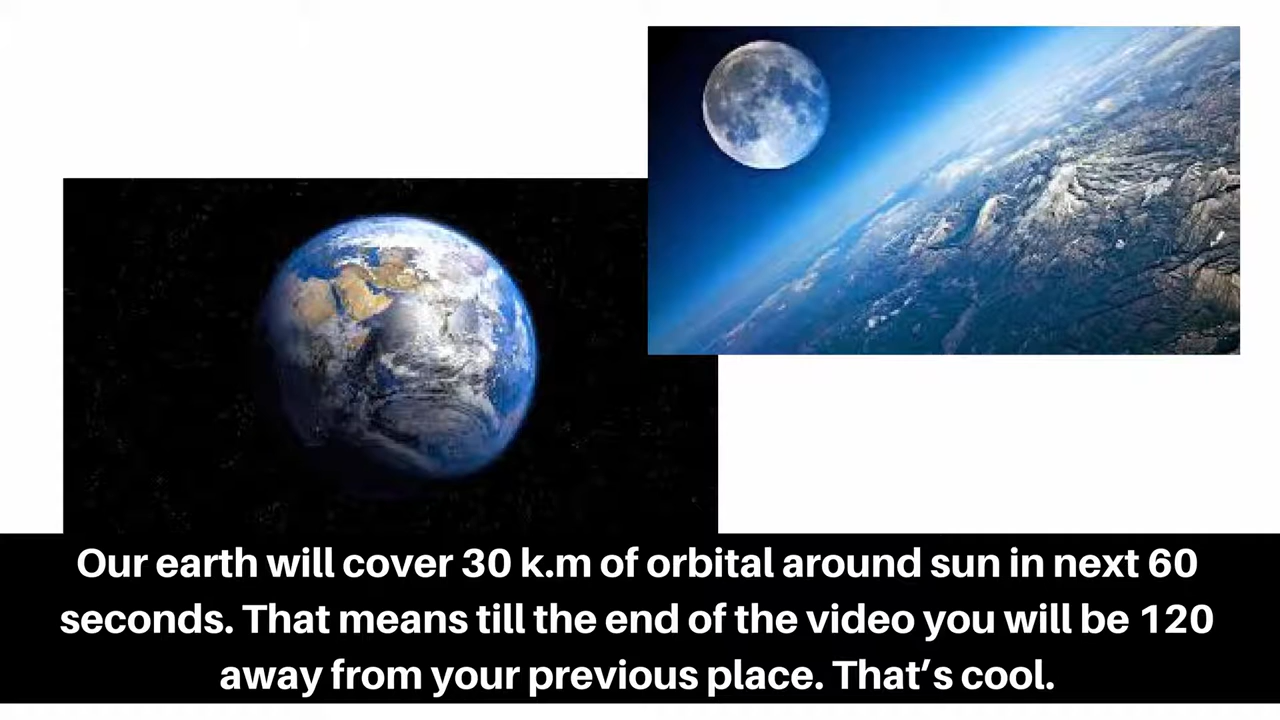 Our earth will cover 30 k.m of orbital around sun in next 60
seconds. That means till the end of the video you will be 120
away from your previous place. That’s cool.